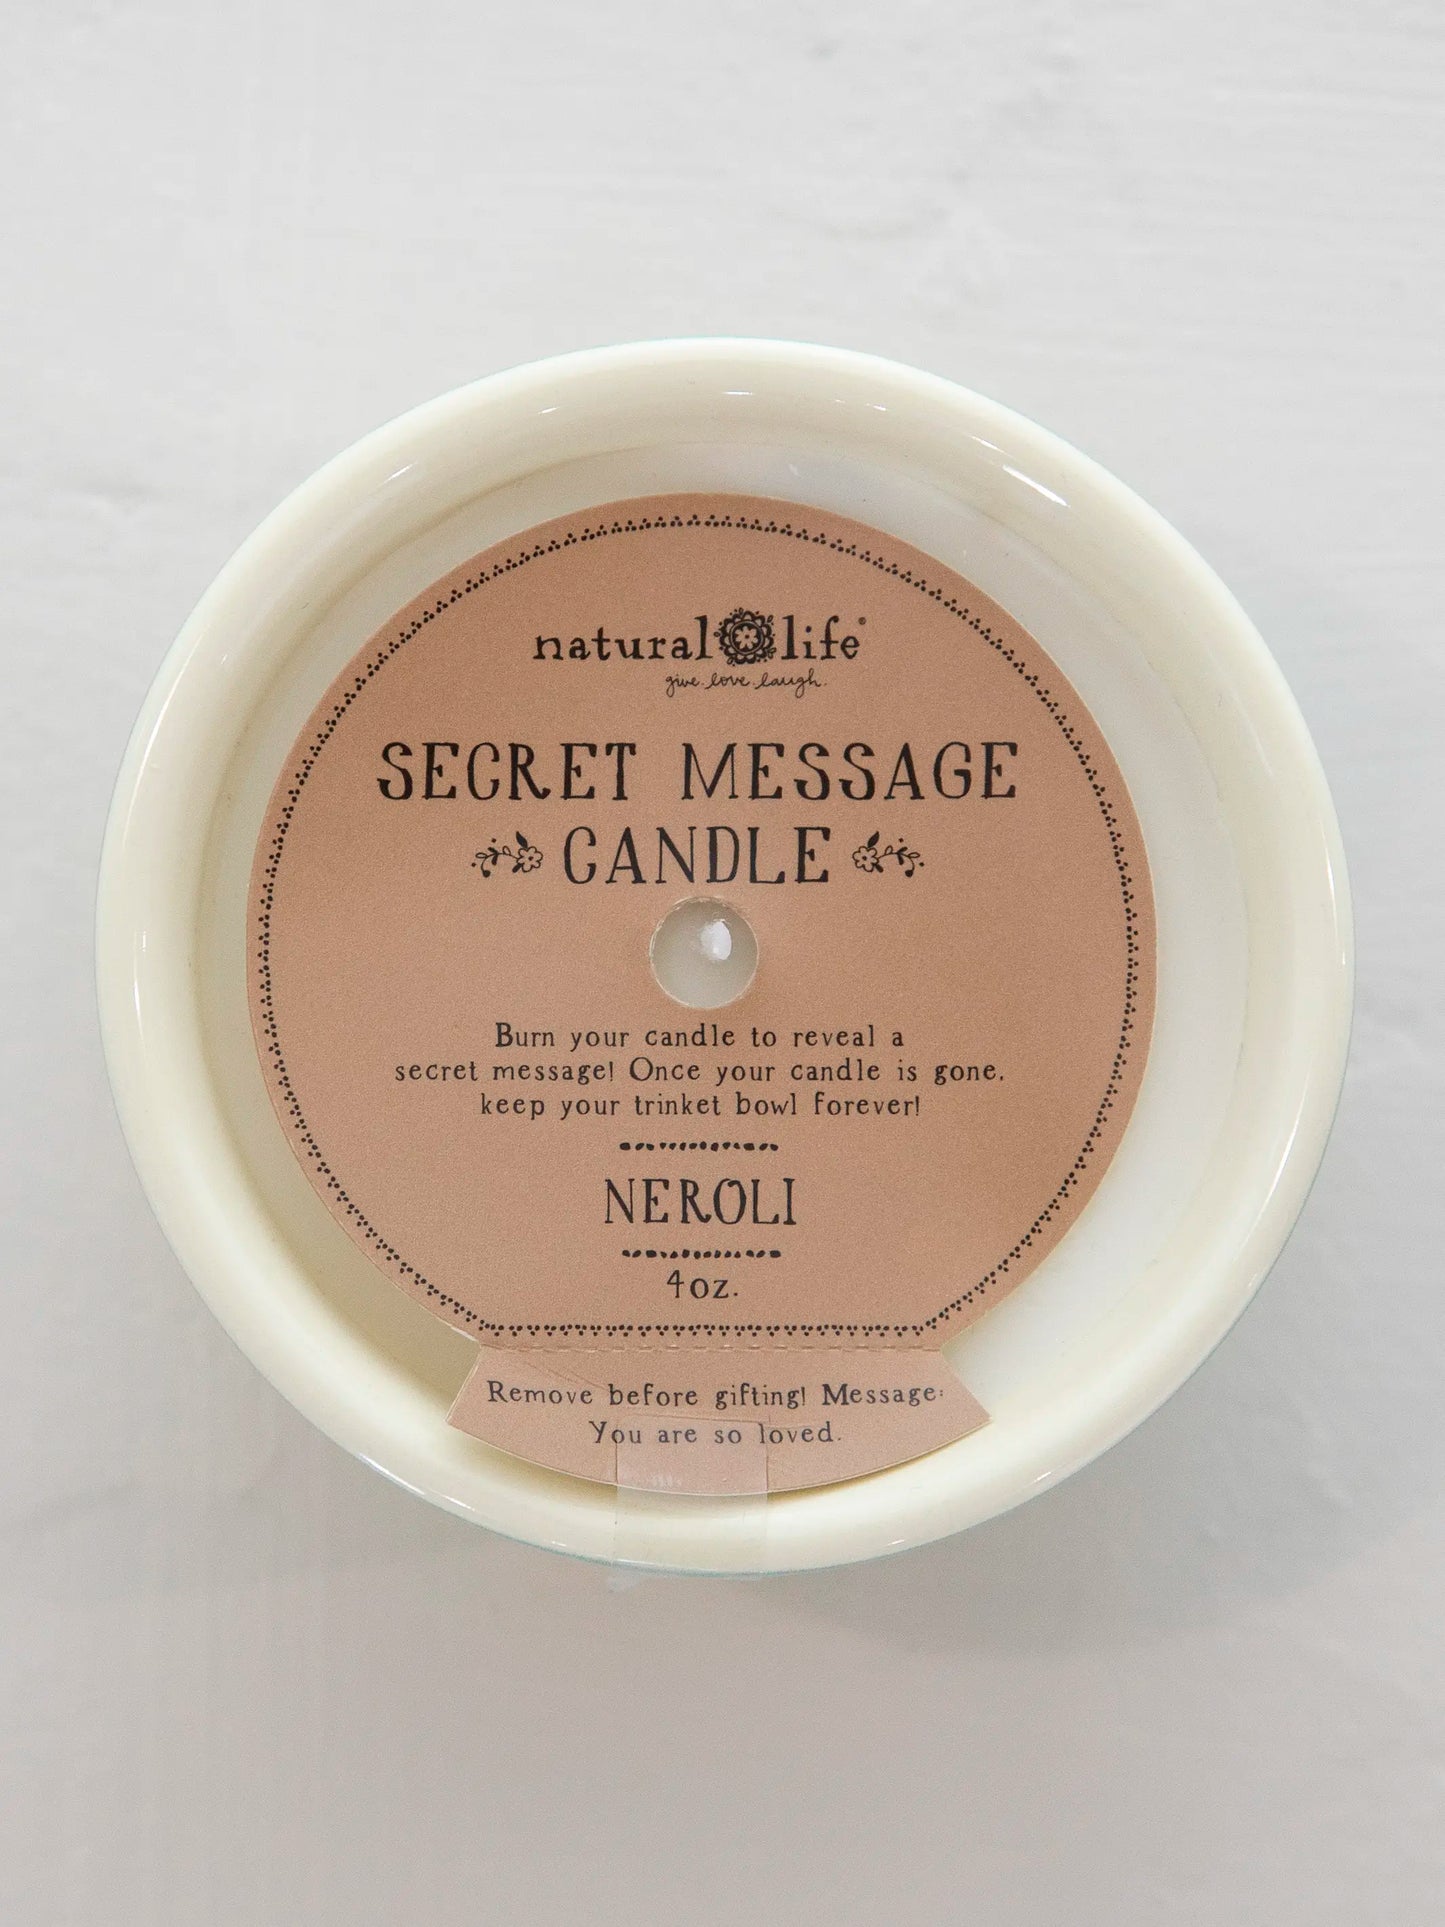 natural life®
give. love. laugh.
SECRET MESSAGE
CANDLE
Burn your candle to reveal a
secret message! Once your candle is gone,
keep your trinket bowl forever!
NEROLI
4oz.
Remove before gifting! Message:
You are so loved.